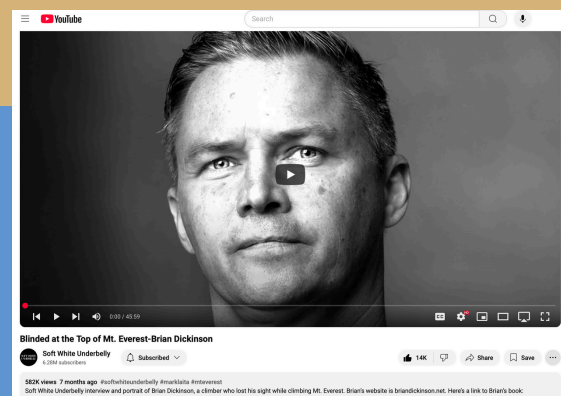 YouTube
Search
0:00 / 45:59
CC
Blinded at the Top of Mt. Everest-Brian Dickinson
Soft White Underbelly
6.28M subscribers
Subscribed
14K
Share
Save
582K views 7 months ago #softwhiteunderbelly #marklaita #mteverest
Soft White Underbelly interview and portrait of Brian Dickinson, a climber who lost his sight while climbing Mt. Everest. Brian's website is briandickinson.net. Here's a link to Brian's book: